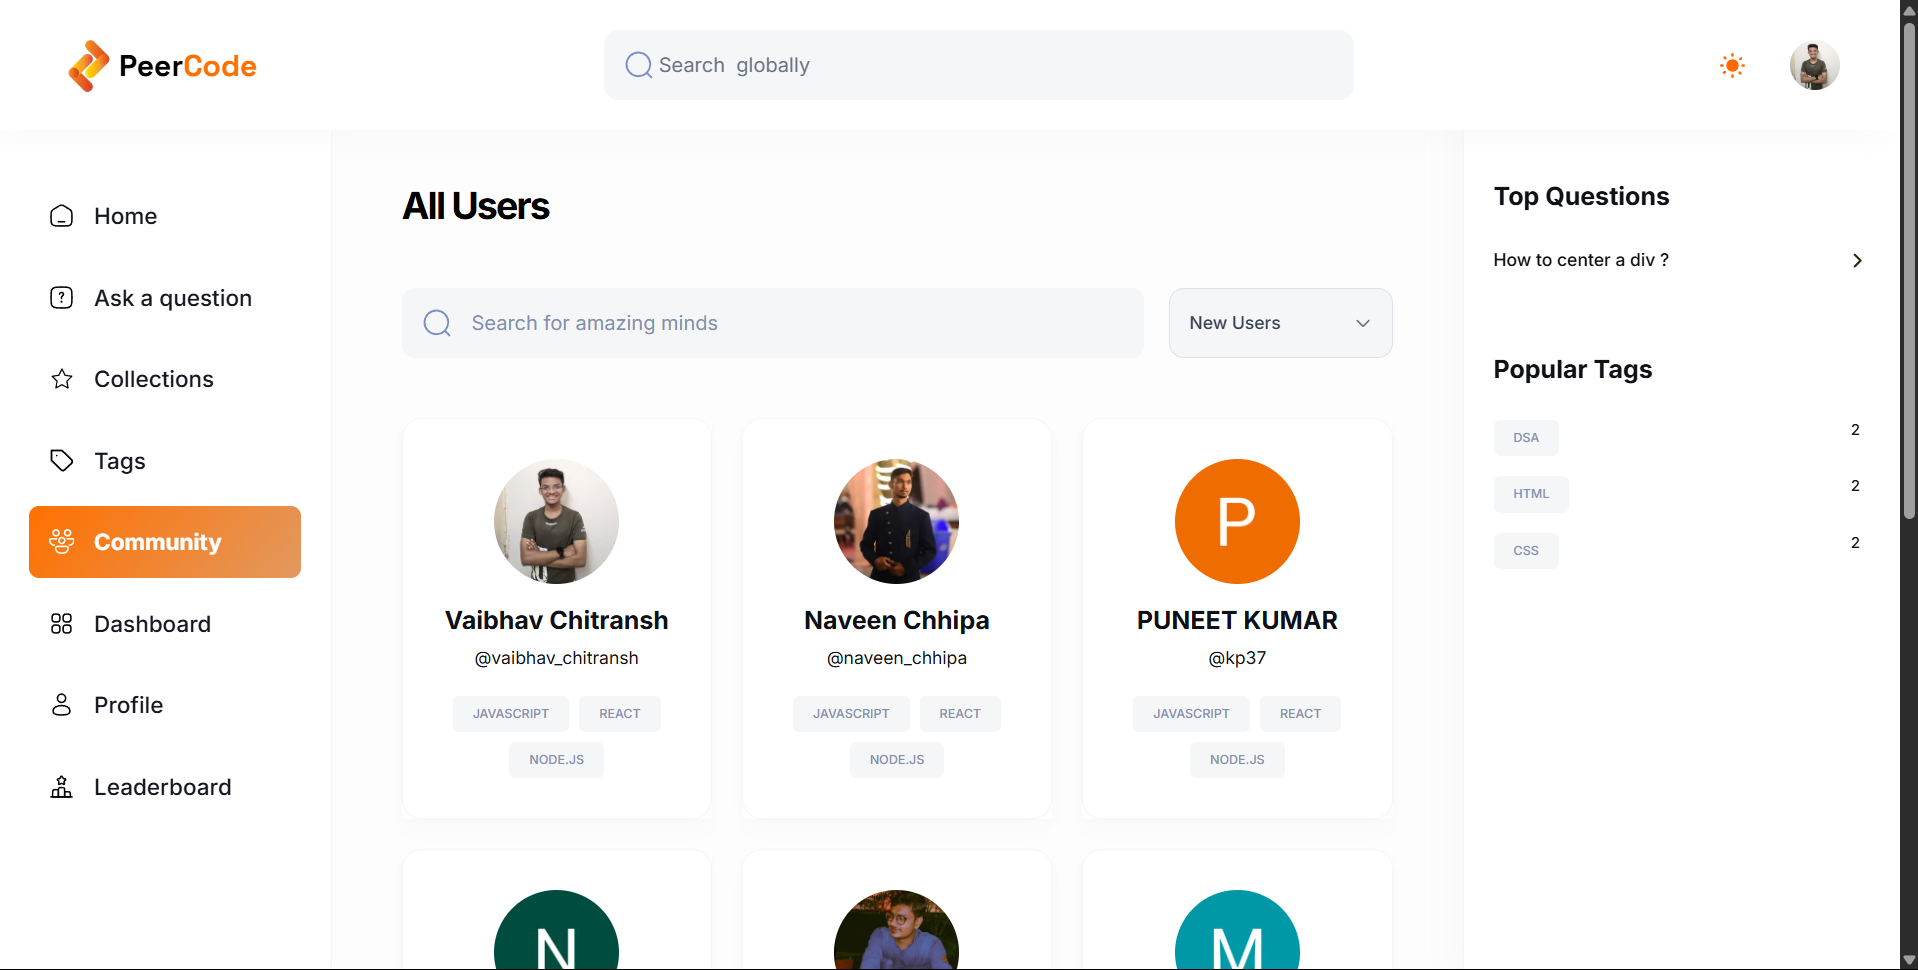 PeerCode
Search globally
Home
Ask a question
Collections
Tags
Community
Dashboard
Profile
Leaderboard
All Users
Search for amazing minds
New Users
Vaibhav Chitransh
@vaibhav_chitransh
JAVASCRIPT REACT
NODE.JS
Naveen Chhipa
@naveen_chhipa
JAVASCRIPT REACT
NODE.JS
PUNEET KUMAR
@kp37
JAVASCRIPT REACT
NODE.JS
P
N
M
Top Questions
How to center a div ?
Popular Tags
DSA 2
HTML 2
CSS 2